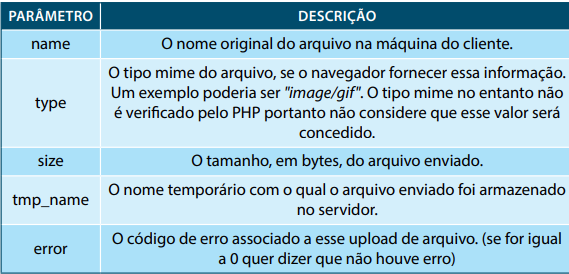 PARÂMETRO DESCRIÇÃO
name O nome original do arquivo na máquina do cliente.
O tipo mime do arquivo, se o navegador fornecer essa informação.
type Um exemplo poderia ser "image/gif". O tipo mime no entanto não
é verificado pelo PHP portanto não considere que esse valor será
concedido.
size O tamanho, em bytes, do arquivo enviado.
tmp_name O nome temporário com o qual o arquivo enviado foi armazenado
no servidor.
error O código de erro associado a esse upload de arquivo. (se for igual
a 0 quer dizer que não houve erro)